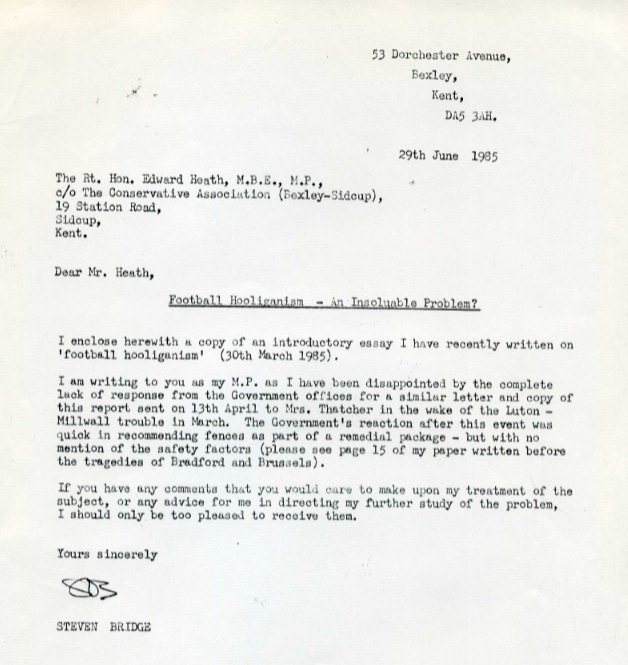 53 Dorchester Avenue,
Bexley,
Kent,
DA5 3AH.
29th June 1985
The Rt. Hon. Edward Heath, M.B.E., M.P.,
c/o The Conservative Association (Bexley-Sidcup),
19 Station Road,
Sidcup,
Kent.
Dear Mr. Heath,
Football Hooliganism - An Insoluable Problem?
I enclose herewith a copy of an introductory essay I have recently written on
'football hooliganism' (30th March 1985).
I am writing to you as my M.P. as I have been disappointed by the complete
lack of response from the Government offices for a similar letter and copy of
this report sent on 13th April to Mrs. Thatcher in the wake of the Luton -
Millwall trouble in March. The Government's reaction after this event was
quick in recommending fences as part of a remedial package - but with no
mention of the safety factors (please see page 15 of my paper written before
the tragedies of Bradford and Brussels).
If you have any comments that you would care to make upon my treatment of the
subject, or any advice for me in directing my further study of the problem,
I should only be too pleased to receive them.
Yours sincerely
STEVEN BRIDGE